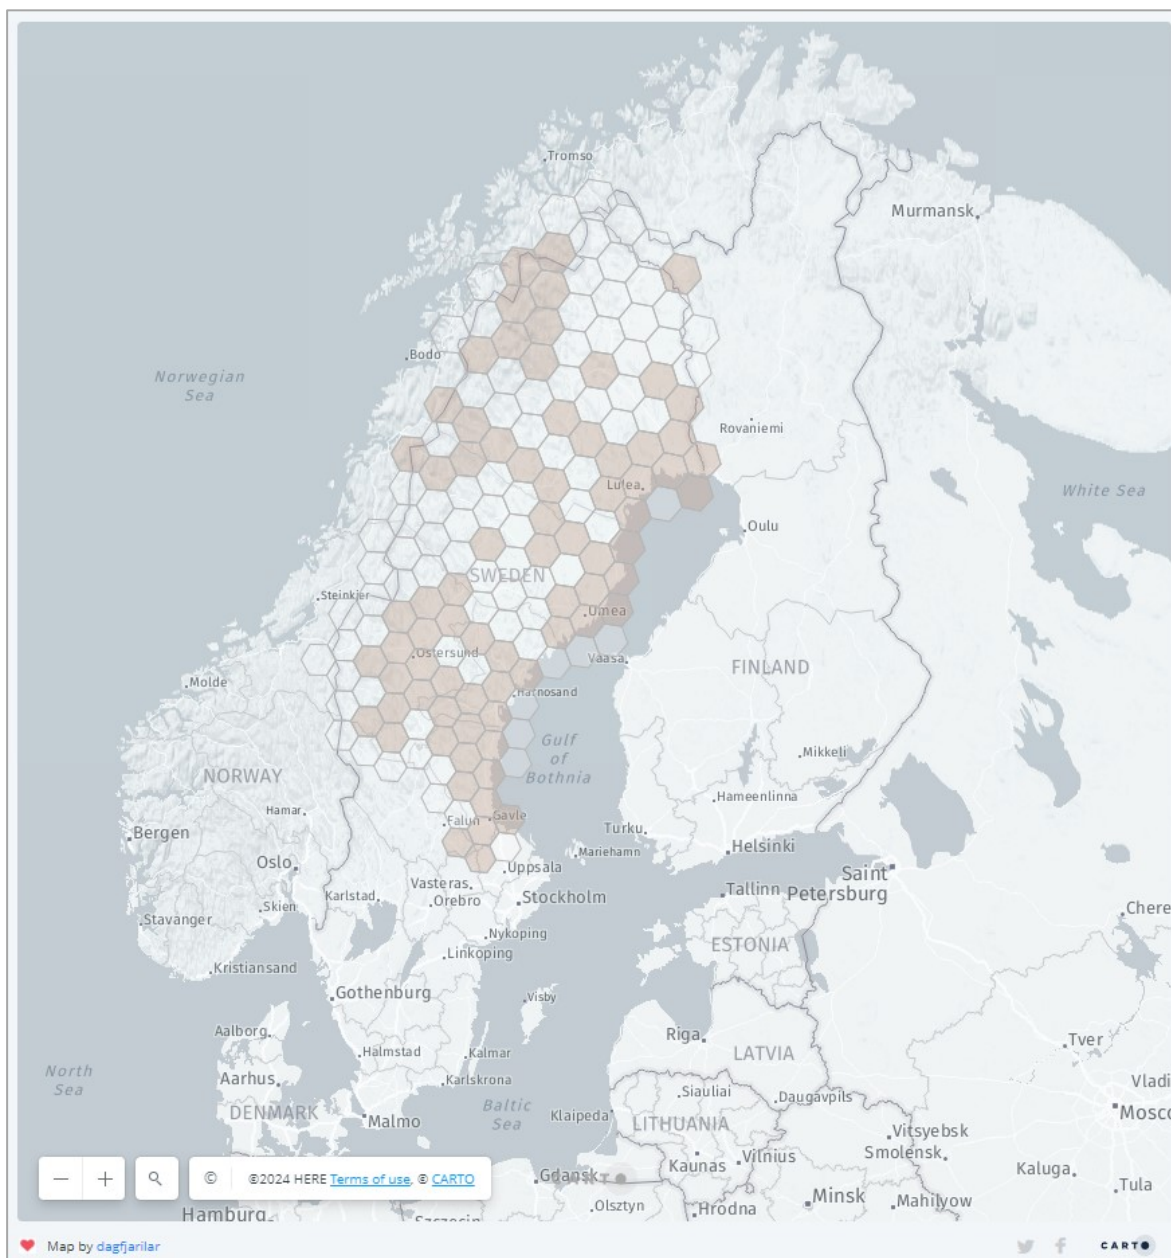 Tromso
Murmansk
Bodo
Norwegian
Sea
Rovaniemi
Lulea
White Sea
Oulu
SWEDEN
Steinkjer
Umea
Ostersund
Vaasa
FINLAND
Molde
Harnosand
Gulf
of
Bothnia
Mikkeli
NORWAY
Hameenlinna
Hamar
Falun
Gavle
Turku
Bergen
Helsinki
Mariehamn
Oslo
Uppsala
Saint
Petersburg
Vasteras
Tallinn
Karlstad
Orebro
Stockholm
Skien
Chere
Stavanger
Nykoping
ESTONIA
Linkoping
Kristiansand
Gothenburg
Visby
Aalborg
Riga
Tver
Halmstad
Kalmar
LATVIA
North
Sea
Aarhus
Karlskrona
Siauliai
Daugavpils
Vladi
DENMARK
Baltic
Sea
Klaipeda
Malmo
LITHUANIA
Mosco
Vitsyebsk
Smolensk
Vilnius
Kaunas
Kaluga
Gdansk
©
©2024 HERE Terms of use, © CARTO
Tula
Minsk
Mahilyow
Olsztyn
Hrodna
Hamburg
Szczecin
Map by dagfjarilar
CARTO